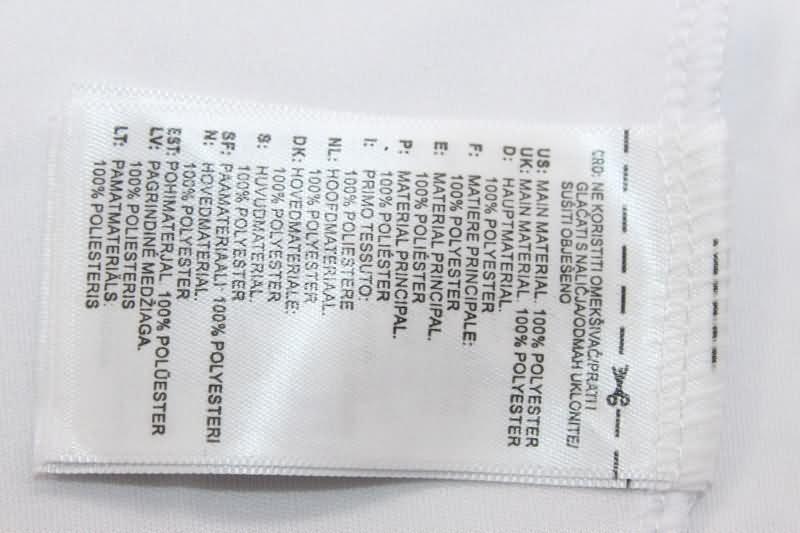 CRO: NE KORISTITI OMEKŠIVAČ/PRATI I
GLAČATI S NALIČJA/ODMAH UKLONITE/
SUŠITI OBJEŠENO
US: MAIN MATERIAL. 100% POLYESTER
UK: MAIN MATERIAL. 100% POLYESTER
D: HAUPTMATERIAL.
100% POLYESTER
F: MATIERE PRINCIPALE:
100% POLYESTER
E: MATERIAL PRINCIPAL.
100% POLIÉSTER
P: MATERIAL PRINCIPAL.
100% POLIÉSTER
I: PRIMO TESSUTO:
100% POLIESTERE
NL: HOOFDMATERIAAL.
100% POLYESTER
DK: HOVEDMATERIALE:
100% POLYESTER
S: HUVUDMATERIAL.
100% POLYESTER
SF: PÄÄMATERIAALI: 100% POLYESTERI
N: HOVEDMATERIAL.
100% POLYESTER
EST: POHIMATERJAL. 100% POLÜESTER
LV: PAGRINDINĖ MEDŽIAGA.
100% POLIESTERIS
LT: PAMATMATERIĀLS.
100% POLIESTERIS